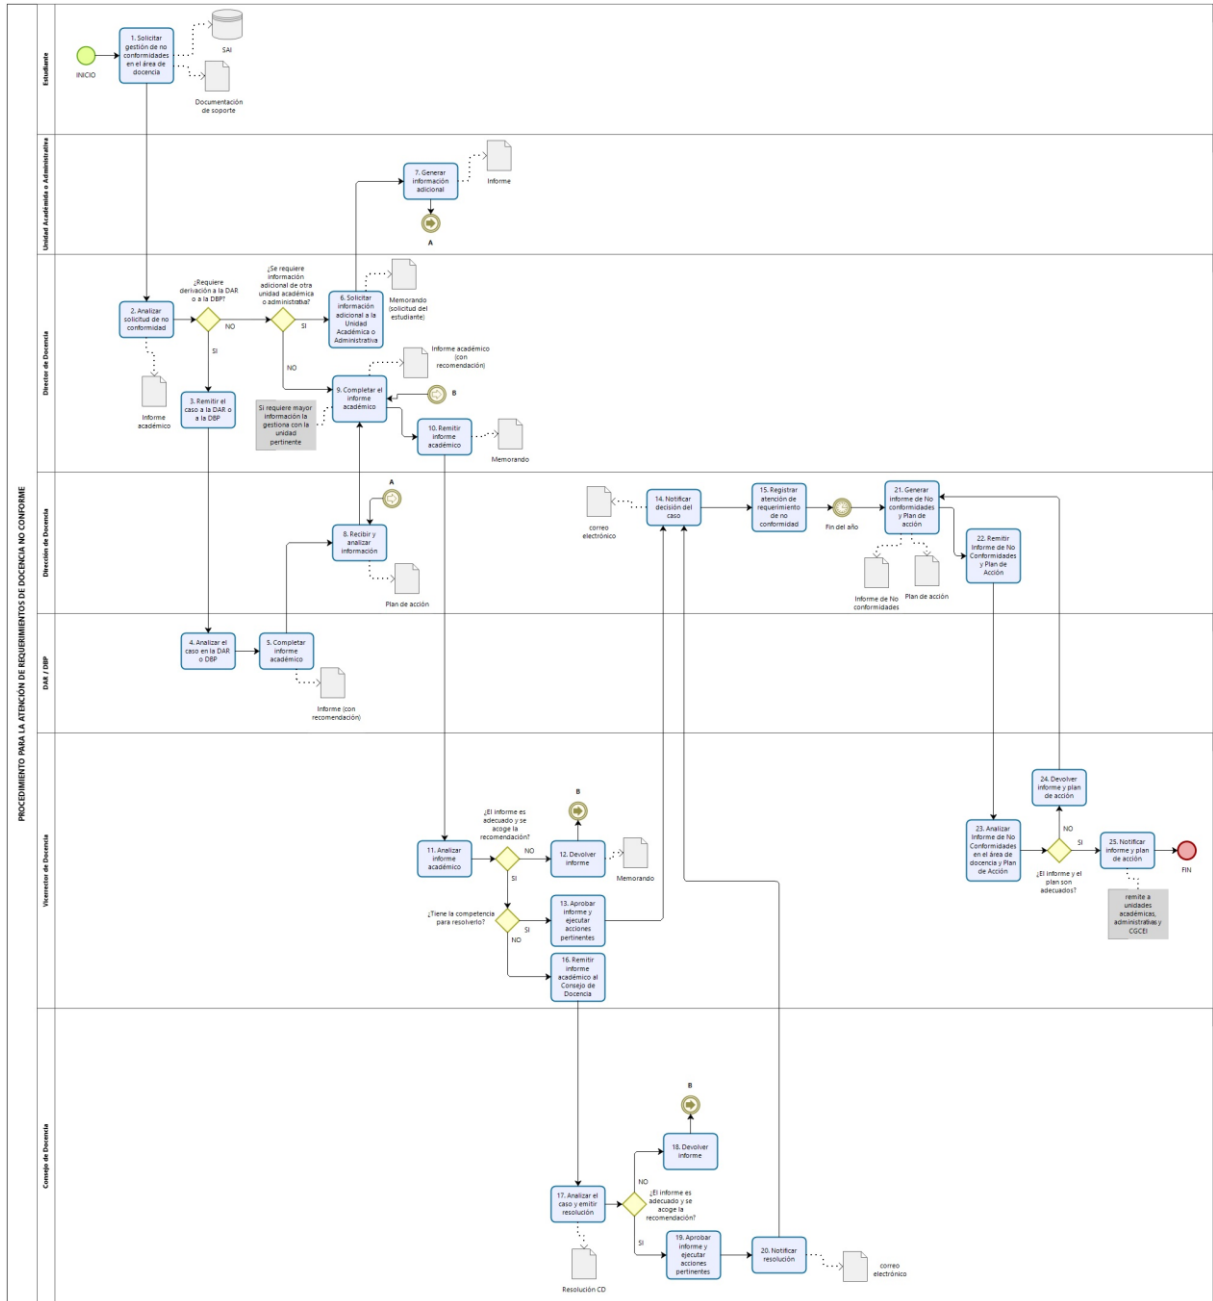 PROCEDIMIENTO PARA LA ATENCIÓN DE REQUERIMIENTOS DE DOCENCIA NO CONFORME
Estudiante
INICIO
1. Solicitar
gestión de no
conformidades
en el área de
docencia
SAI
Documentación
de soporte
Unidad Académida o Administrativa
7. Generar
información
adicional
Informe
A
Director de Docencia
2. Analizar
solicitud de no
conformidad
Informe
académico
¿Requiere
derivación a la DAR
o a la DBP?
NO
SI
3. Remitir el
caso a la DAR o
a la DBP
¿Se requiere
información
adicional de otra
unidad académica
o administrativa?
SI
NO
6. Solicitar
información
adicional a la
Unidad
Académica o
Administrativa
Memorando
(solicitud del
estudiante)
Informe académico
(con
recomendación)
9. Completar el
informe
académico
B
Si requiere mayor
información la
gestiona con la
unidad
pertinente
10. Remitir
informe
académico
Memorando
Dirección de Docencia
A
8. Recibir y
analizar
información
Plan de acción
correo
electrónico
14. Notificar
decisión del
caso
15. Registrar
atención de
requerimiento
de no
conformidad
Fin del año
21. Generar
informe de No
conformidades
y Plan de
acción
Informe de No
conformidades
Plan de acción
22. Remitir
Informe de No
Conformidades
y Plan de
Acción
DAR / DBP
4. Analizar el
caso en la DAR
o DBP
5. Completar
informe
académico
Informe (con
recomendación)
Vicerrector de Docencia
11. Analizar
informe
académico
¿El informe es
adecuado y se
acoge la
recomendación?
NO
SI
B
12. Devolver
informe
Memorando
¿Tiene la competencia
para resolverlo?
SI
NO
13. Aprobar
informe y
ejecutar
acciones
pertinentes
16. Remitir
informe
académico al
Consejo de
Docencia
23. Analizar
Informe de No
Conformidades
en el área de
docencia y Plan
de Acción
24. Devolver
informe y plan
de acción
NO
SI
¿El informe y el
plan son
adecuados?
25. Notificar
informe y plan
de acción
FIN
remite a
unidades
académicas,
administrativas y
CGCEI
Consejo de Docencia
17. Analizar el
caso y emitir
resolución
Resolución CD
B
18. Devolver
informe
NO
¿El informe es
adecuado y se
acoge la
recomendación?
SI
19. Aprobar
informe y
ejecutar
acciones
pertinentes
20. Notificar
resolución
correo
electrónico